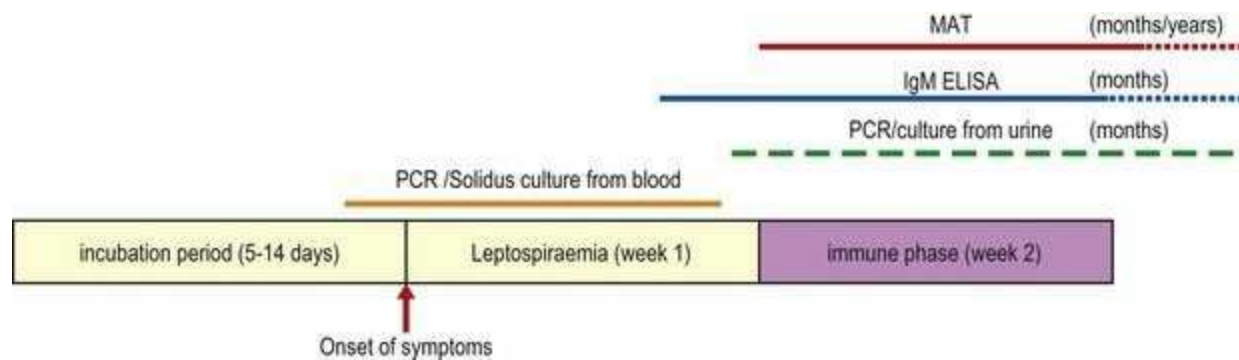 MAT (months/years)
IgM ELISA (months)
PCR/culture from urine (months)
PCR /Solidus culture from blood
incubation period (5-14 days) Leptospiraemia (week 1) immune phase (week 2)
Onset of symptoms